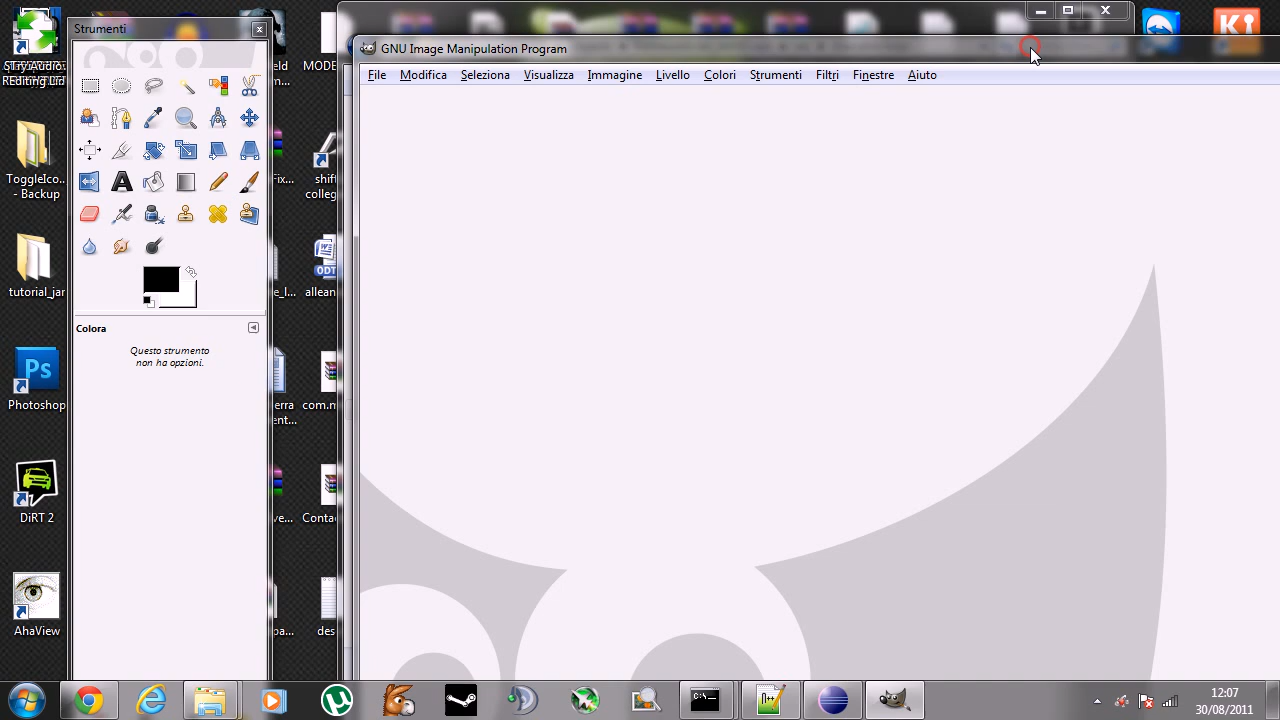 Strumenti
GNU Image Manipulation Program
File Modifica Seleziona Visualizza Immagine Livello Colori Strumenti Filtri Finestre Aiuto
Colora
Questo strumento
non ha opzioni.
MODE
ToggleIco...
- Backup
tutorial_jar
Ps
Photoshop
DiRT 2
AhaView
Fix...
shift
colleg
ODT
allean
com.m
Conta
des
12:07
30/08/2011